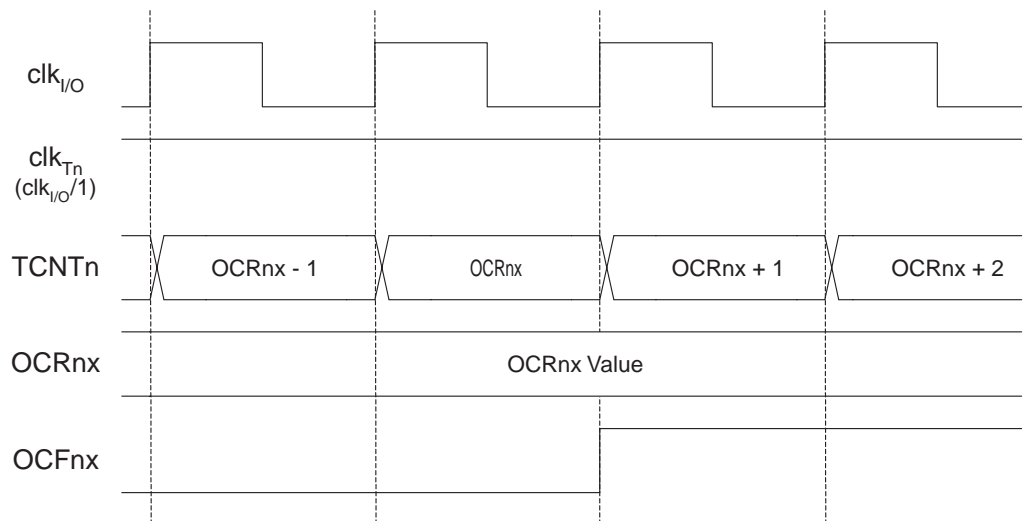 clkI/O
clkTn
(clkI/O/1)
TCNTn OCRnx - 1 OCRnx OCRnx + 1 OCRnx + 2
OCRnx OCRnx Value
OCFnx